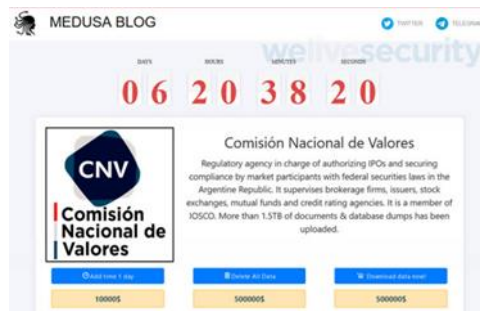 MEDUSA BLOG
TWITTER
TELEGRAM
welivesecurity
DAYS HOURS MINUTES SECONDS
06 20 38 20
CNV
Comisión
Nacional de
Valores
Comisión Nacional de Valores
Regulatory agency in charge of authorizing IPOs and securing
compliance by market participants with federal securities laws in the
Argentine Republic. It supervises brokerage firms, issuers, stock
exchanges, mutual funds and credit rating agencies. It is a member of
IOSCO. More than 1.5TB of documents & database dumps has been
uploaded.
Add time 1 day
10000$
Delete All Data
500000$
Download data now!
500000$